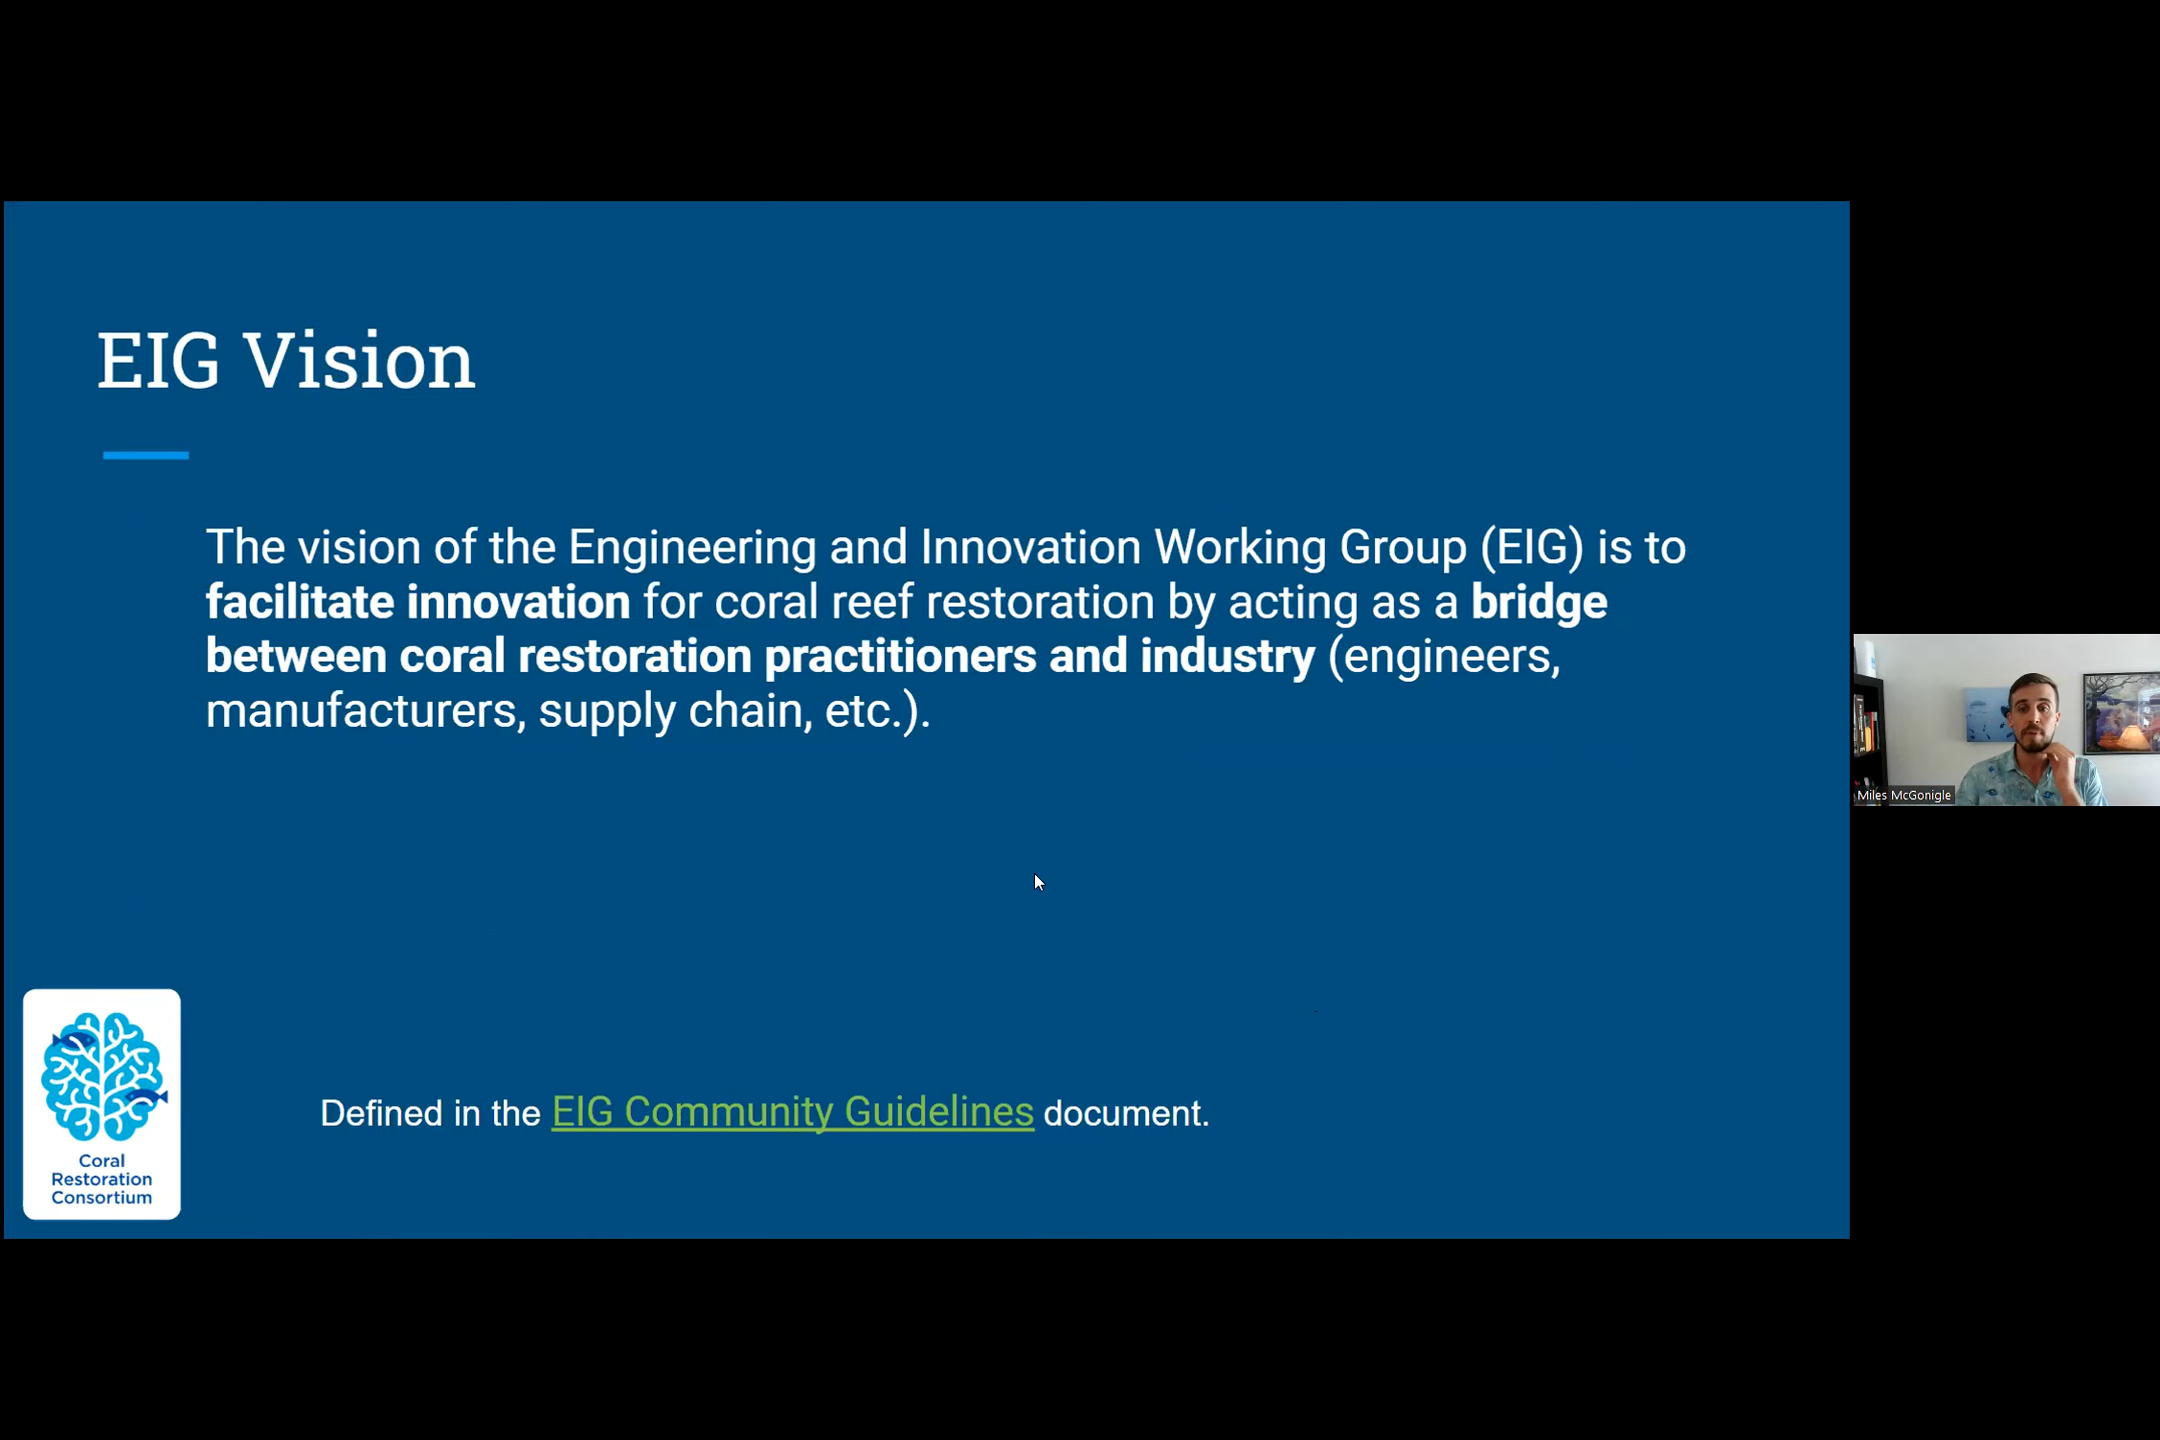 EIG Vision
The vision of the Engineering and Innovation Working Group (EIG) is to
facilitate innovation for coral reef restoration by acting as a bridge
between coral restoration practitioners and industry (engineers,
manufacturers, supply chain, etc.).
Miles McGonigle
Defined in the EIG Community Guidelines document.
Coral
Restoration
Consortium